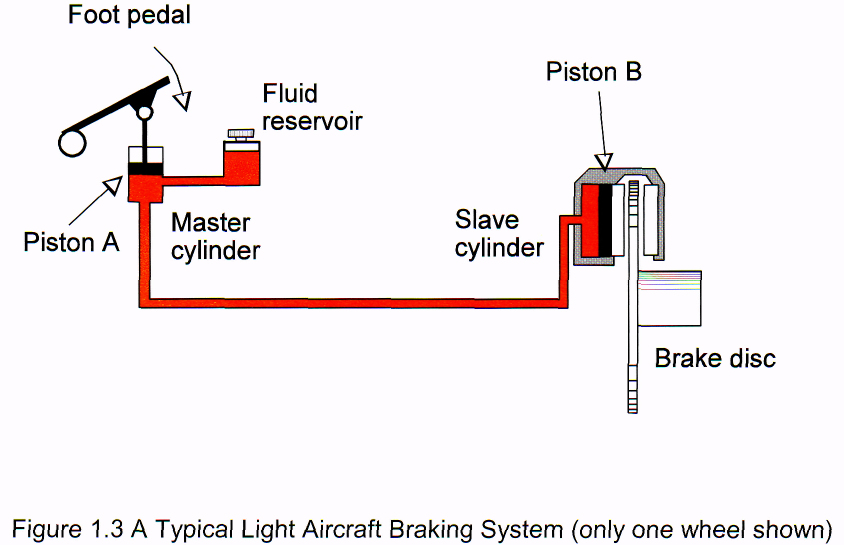 Foot pedal
Piston B
Fluid
reservoir
Piston A
Master
cylinder
Slave
cylinder
Brake disc
Figure 1.3 A Typical Light Aircraft Braking System (only one wheel shown)